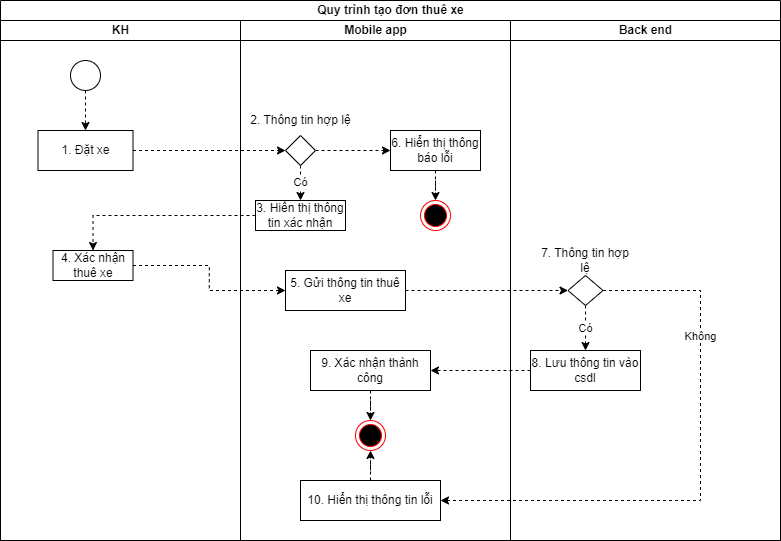 Quy trình tạo đơn thuê xe
KH
Mobile app
Back end
2. Thông tin hợp lệ
1. Đặt xe
6. Hiển thị thông
báo lỗi
Có
3. Hiển thị thông
tin xác nhận
4. Xác nhận
thuê xe
7. Thông tin hợp
lệ
5. Gửi thông tin thuê
xe
Có
Không
9. Xác nhận thành
công
8. Lưu thông tin vào
csdl
10. Hiển thị thông tin lỗi